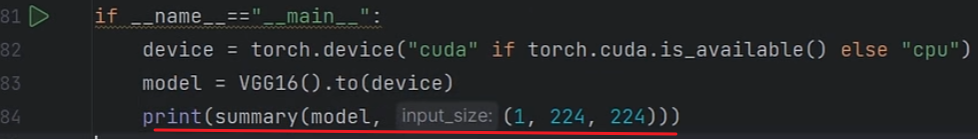 81 if __name__=="__main__":
82 device = torch.device("cuda" if torch.cuda.is_available() else "cpu")
83 model = VGG16().to(device)
84 print(summary(model, input_size: (1, 224, 224)))